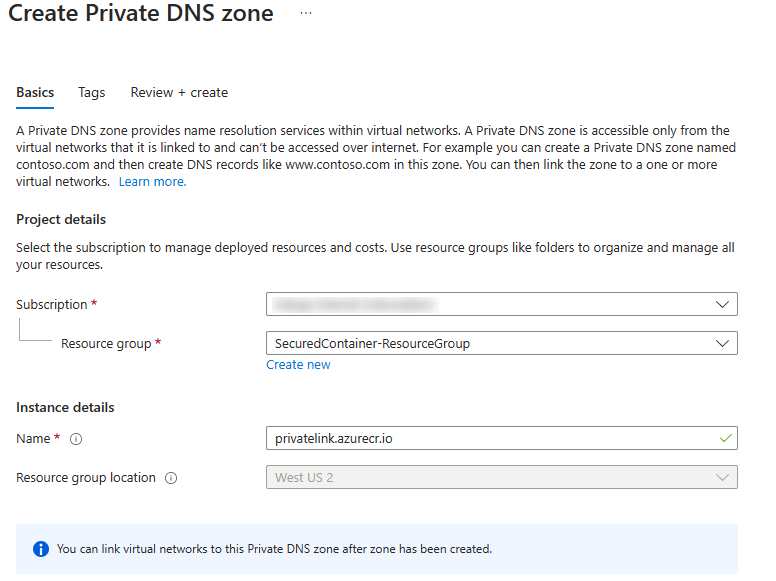 Create Private DNS zone ...
Basics Tags Review + create
A Private DNS zone provides name resolution services within virtual networks. A Private DNS zone is accessible only from the
virtual networks that it is linked to and can't be accessed over internet. For example you can create a Private DNS zone named
contoso.com and then create DNS records like www.contoso.com in this zone. You can then link the zone to a one or more
virtual networks. Learn more.
Project details
Select the subscription to manage deployed resources and costs. Use resource groups like folders to organize and manage all
your resources.
Subscription *
Resource group * SecuredContainer-ResourceGroup
Create new
Instance details
Name * privatelink.azurecr.io
Resource group location West US 2
You can link virtual networks to this Private DNS zone after zone has been created.